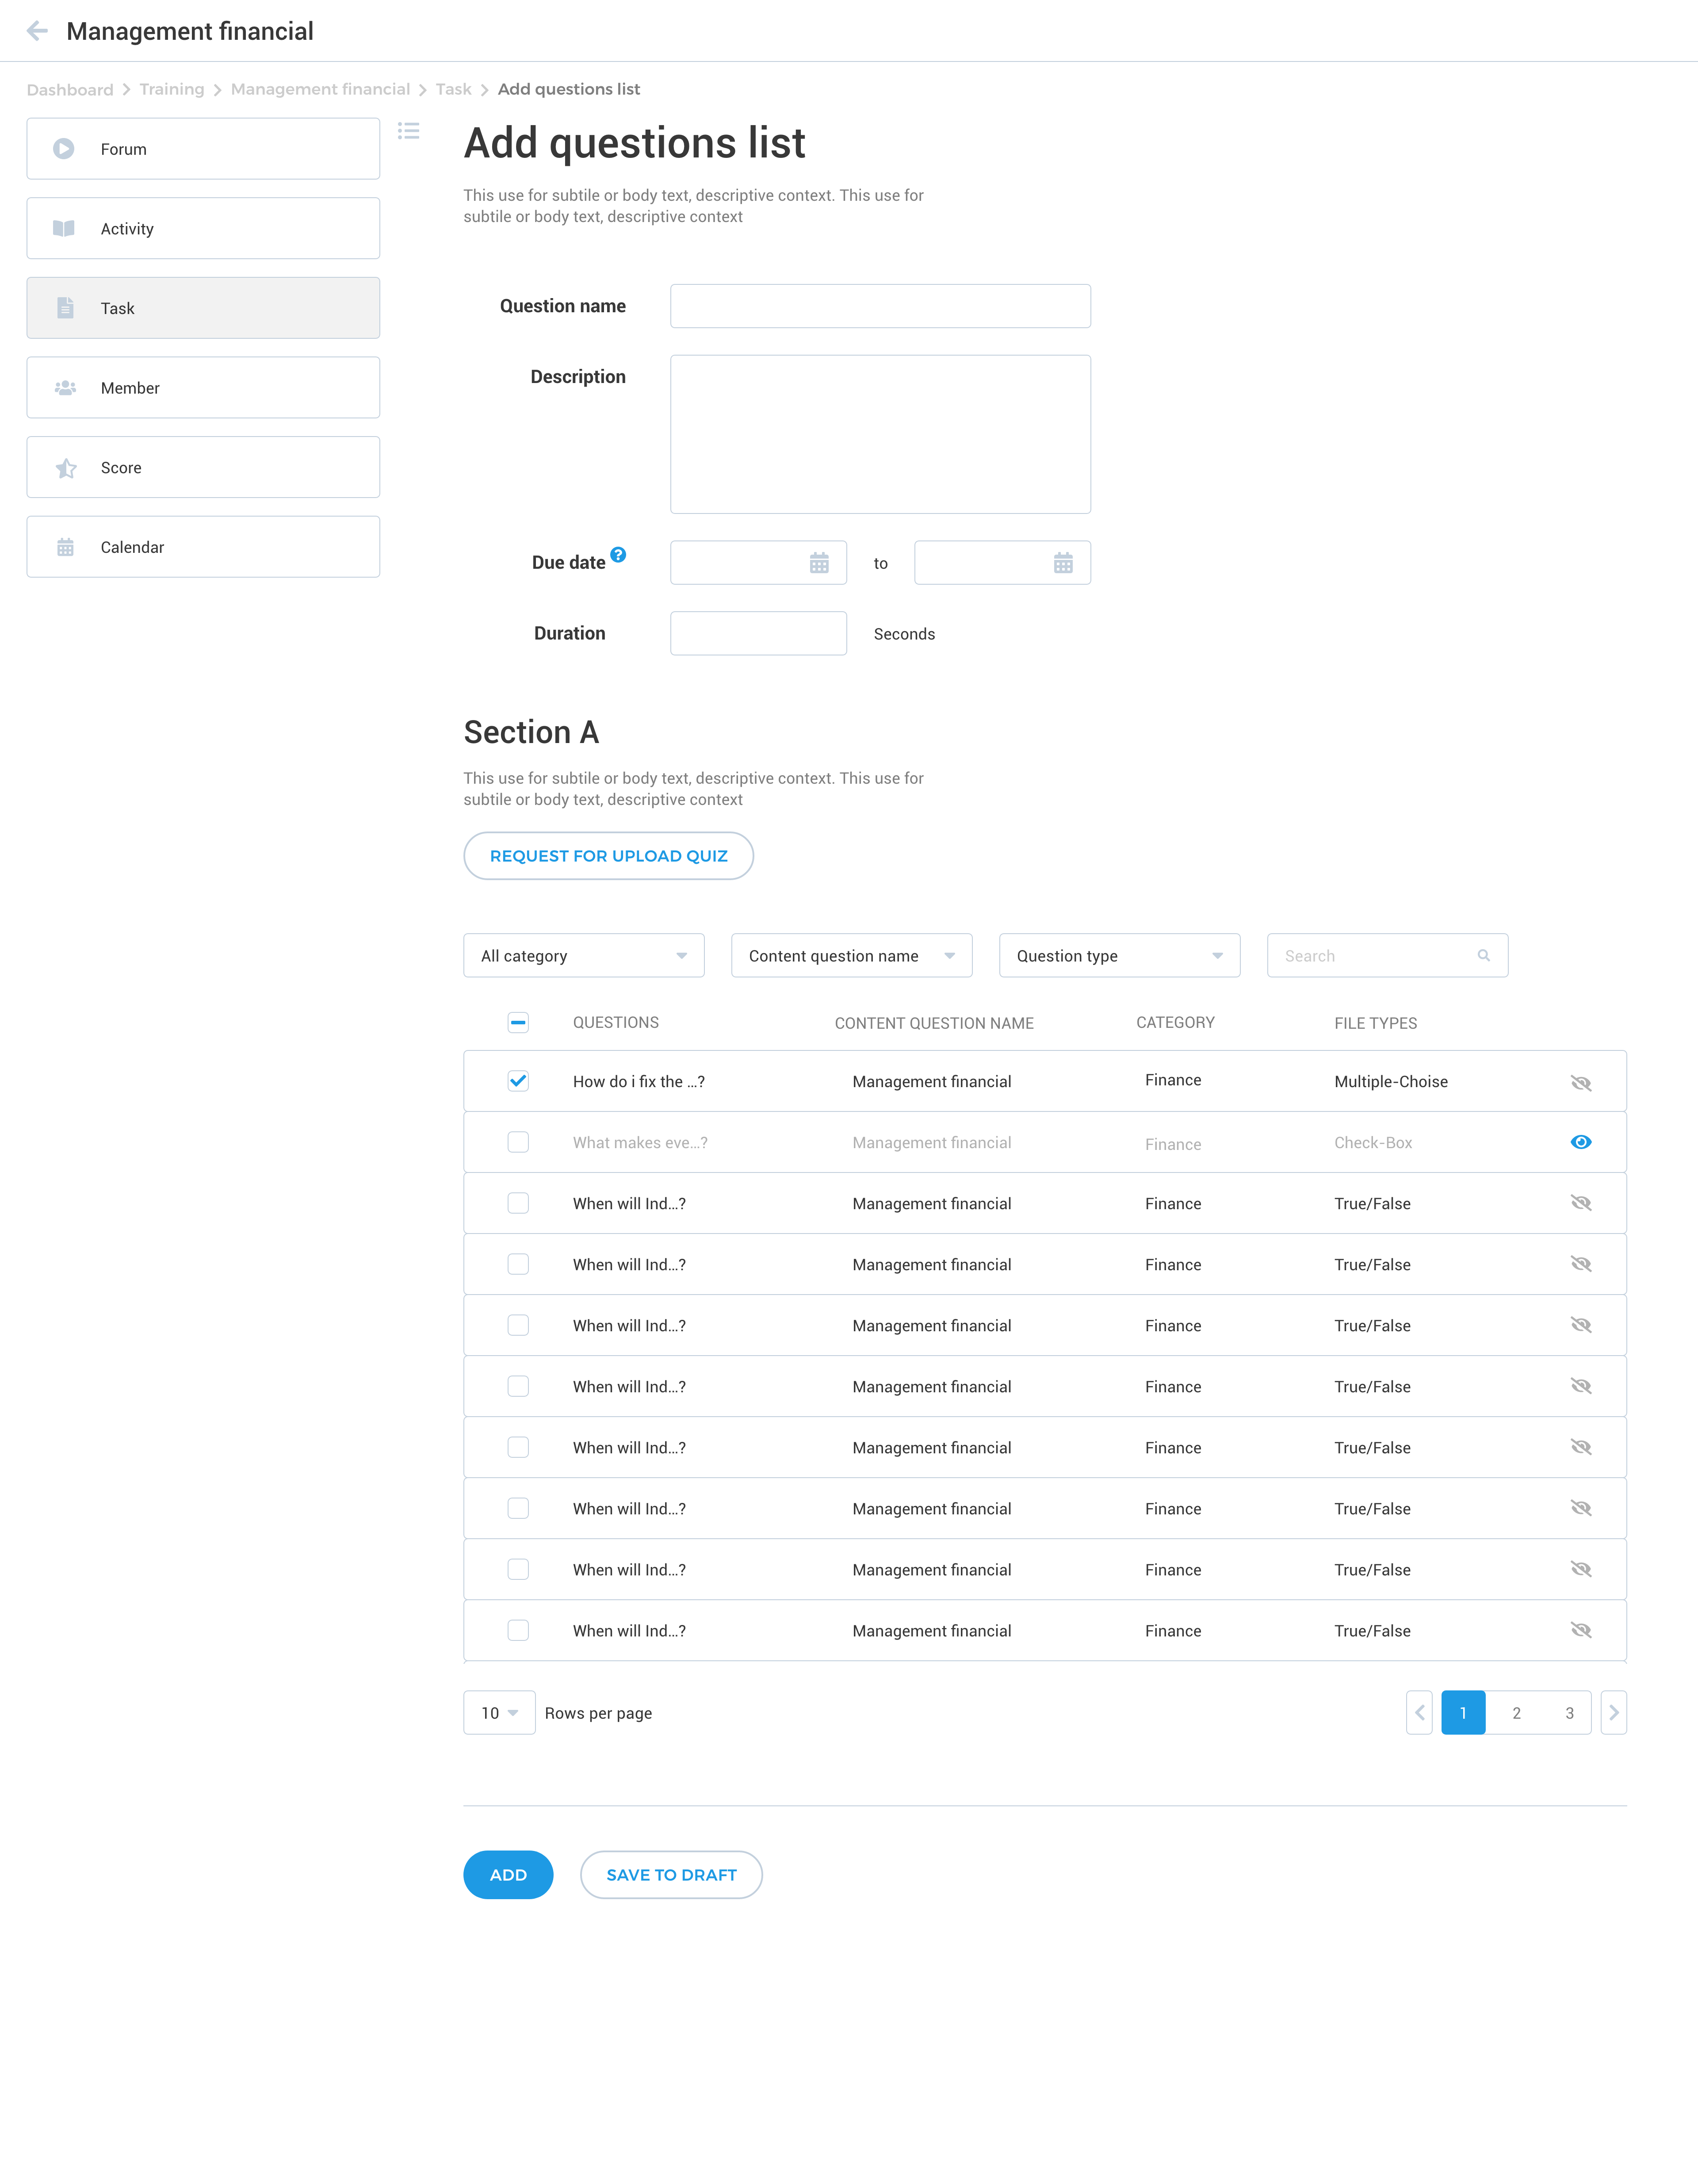 Management financial
Dashboard > Training > Management financial > Task > Add questions list
Forum
Activity
Task
Member
Score
Calendar
Add questions list
This use for subtile or body text, descriptive context. This use for
subtile or body text, descriptive context
Question name
Description
Due date ?
to
Duration
Seconds
Section A
This use for subtile or body text, descriptive context. This use for
subtile or body text, descriptive context
REQUEST FOR UPLOAD QUIZ
All category Content question name Question type Search
QUESTIONS CONTENT QUESTION NAME CATEGORY FILE TYPES
How do i fix the ...? Management financial Finance Multiple-Choise
What makes eve...? Management financial Finance Check-Box
When will Ind...? Management financial Finance True/False
When will Ind...? Management financial Finance True/False
When will Ind...? Management financial Finance True/False
When will Ind...? Management financial Finance True/False
When will Ind...? Management financial Finance True/False
When will Ind...? Management financial Finance True/False
When will Ind...? Management financial Finance True/False
When will Ind...? Management financial Finance True/False
10 Rows per page 1 2 3
ADD SAVE TO DRAFT